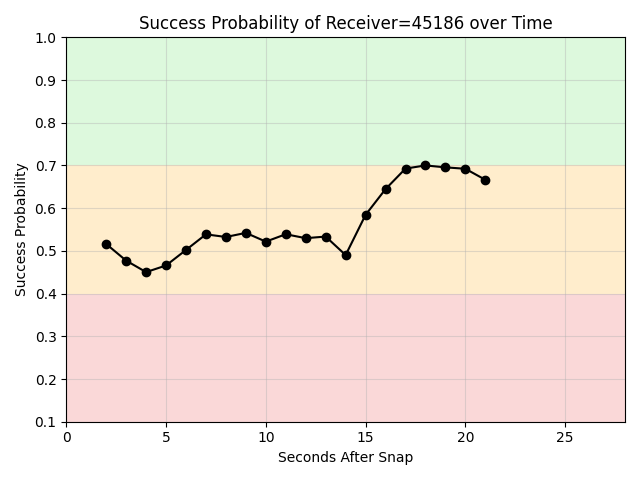 Success Probability of Receiver=45186 over Time
1.0
0.9
0.8
0.7
0.6
0.5
0.4
0.3
0.2
0.1
Success Probability
0 5 10 15 20 25
Seconds After Snap